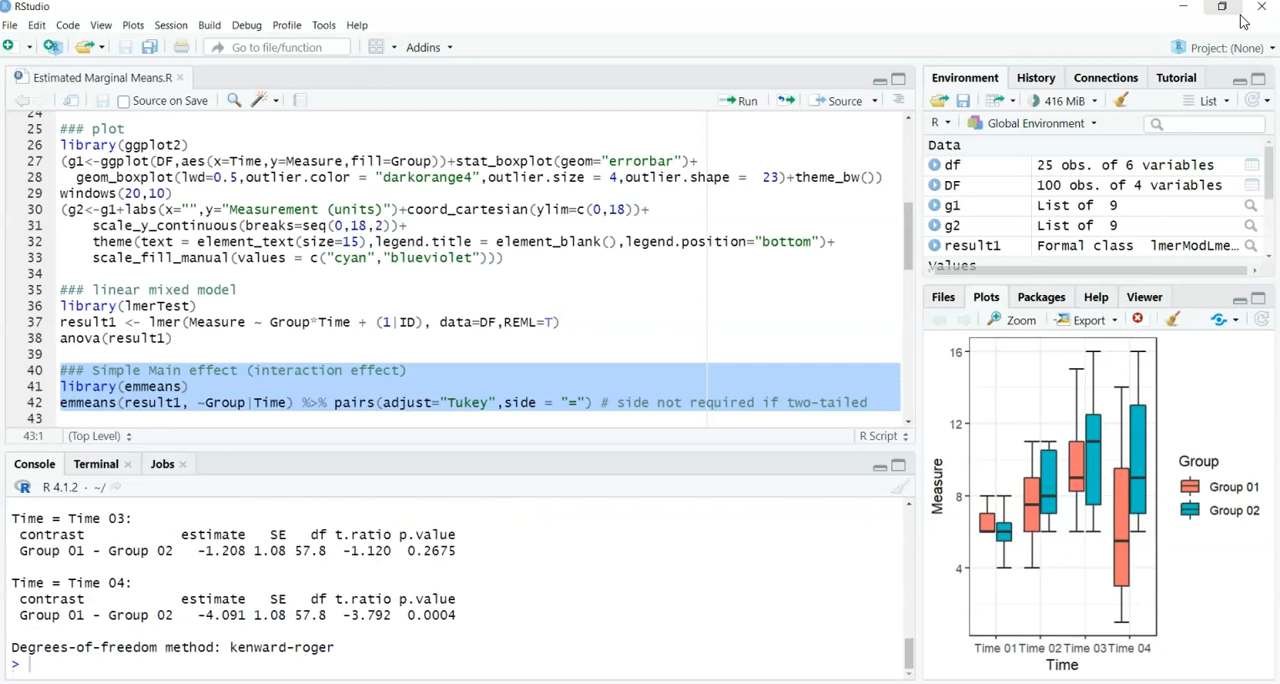 RStudio
File Edit Code View Plots Session Build Debug Profile Tools Help
Go to file/function Addins Project: (None)
Estimated Marginal Means.R
Source on Save Run Source
24
25 ### plot
26 library(ggplot2)
27 (g1<-ggplot(DF,aes(x=Time,y=Measure,fill=Group))+stat_boxplot(geom="errorbar")+
28 geom_boxplot(lwd=0.5,outlier.color = "darkorange4",outlier.size = 4,outlier.shape = 23)+theme_bw())
29 windows(20,10)
30 (g2<-g1+labs(x="",y="Measurement (units)")+coord_cartesian(ylim=c(0,18))+
31 scale_y_continuous(breaks=seq(0,18,2))+
32 theme(text = element_text(size=15),legend.title = element_blank(),legend.position="bottom")+
33 scale_fill_manual(values = c("cyan","blueviolet")))
34
35 ### linear mixed model
36 library(lmerTest)
37 result1 <- lmer(Measure ~ Group*Time + (1|ID), data=DF,REML=T)
38 anova(result1)
39
40 ### Simple Main effect (interaction effect)
41 library(emmeans)
42 emmeans(result1, ~Group|Time) %>% pairs(adjust="Tukey",side = "=") # side not required if two-tailed
43
43:1 (Top Level) R Script
Console Terminal Jobs
R 4.1.2 · ~/
Time = Time 03:
contrast estimate SE df t.ratio p.value
Group 01 - Group 02 -1.208 1.08 57.8 -1.120 0.2675
Time = Time 04:
contrast estimate SE df t.ratio p.value
Group 01 - Group 02 -4.091 1.08 57.8 -3.792 0.0004
Degrees-of-freedom method: kenward-roger
>
Environment History Connections Tutorial
416 MiB List
R Global Environment
Data
df 25 obs. of 6 variables
DF 100 obs. of 4 variables
g1 List of 9
g2 List of 9
result1 Formal class lmerModLme…
Values
Files Plots Packages Help Viewer
Zoom Export
16
12
8
4
Measure
Time 01 Time 02 Time 03 Time 04
Time
Group
Group 01
Group 02